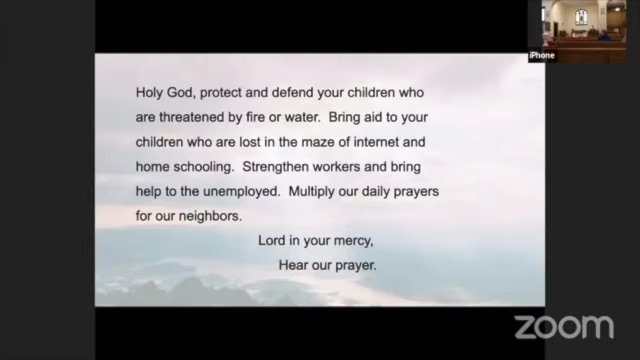 iPhone
Holy God, protect and defend your children who
are threatened by fire or water.  Bring aid to your
children who are lost in the maze of internet and
home schooling.  Strengthen workers and bring
help to the unemployed.  Multiply our daily prayers
for our neighbors.
Lord in your mercy,
Hear our prayer.
zoom